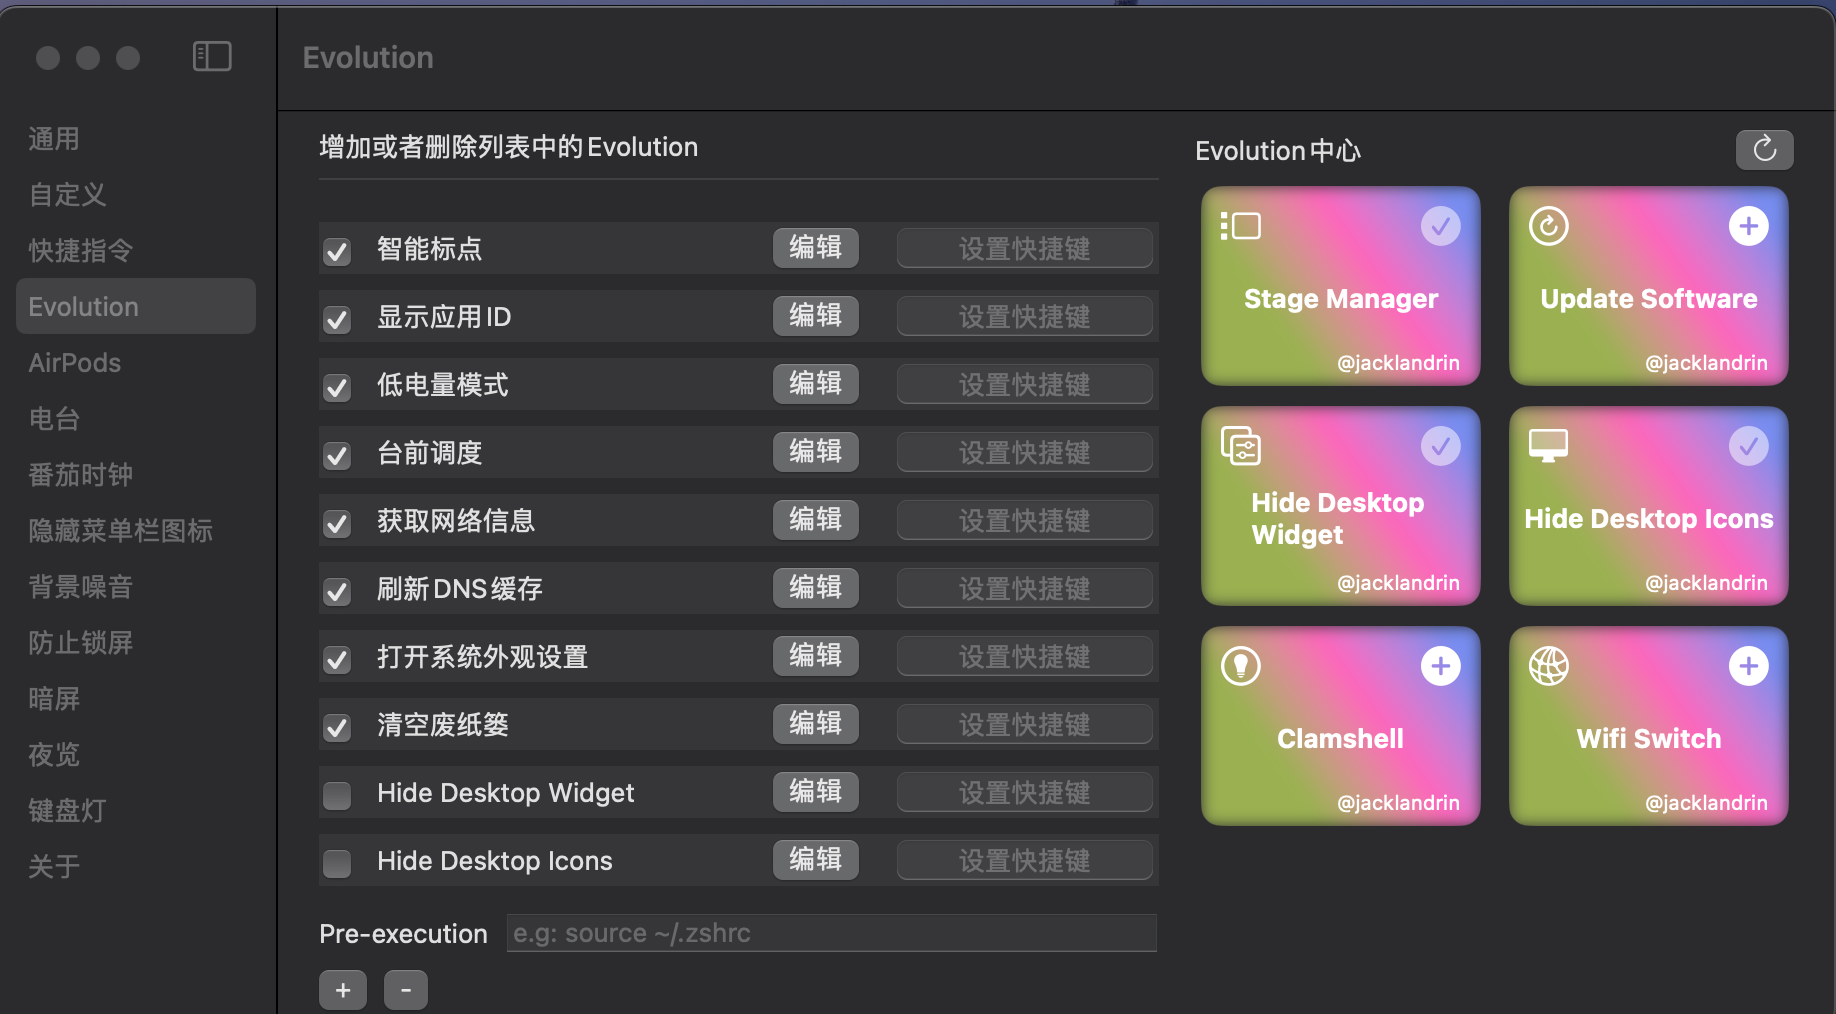 Evolution
通用
自定义
快捷指令
Evolution
AirPods
电台
番茄时钟
隐藏菜单栏图标
背景噪音
防止锁屏
暗屏
夜览
键盘灯
关于
增加或者删除列表中的Evolution
智能标点 编辑 设置快捷键
显示应用ID 编辑 设置快捷键
低电量模式 编辑 设置快捷键
台前调度 编辑 设置快捷键
获取网络信息 编辑 设置快捷键
刷新DNS缓存 编辑 设置快捷键
打开系统外观设置 编辑 设置快捷键
清空废纸篓 编辑 设置快捷键
Hide Desktop Widget 编辑 设置快捷键
Hide Desktop Icons 编辑 设置快捷键
Pre-execution e.g: source ~/.zshrc
+ -
Evolution中心
Stage Manager
@jacklandrin
Update Software
@jacklandrin
Hide Desktop
Widget
@jacklandrin
Hide Desktop Icons
@jacklandrin
Clamshell
@jacklandrin
Wifi Switch
@jacklandrin